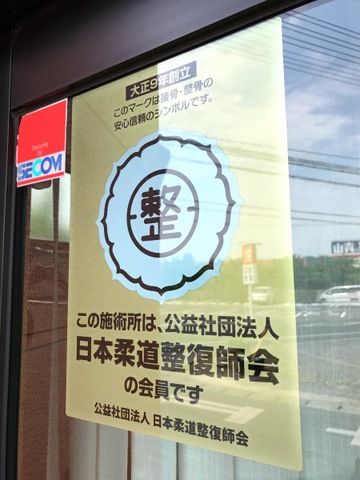 大正9年創立
このマークは接骨・整骨の
安心信頼のシンボルです。
Security
by
SECOM
整
この施術所は、公益社団法人
日本柔道整復師会
の会員です
公益社団法人 日本柔道整復師会